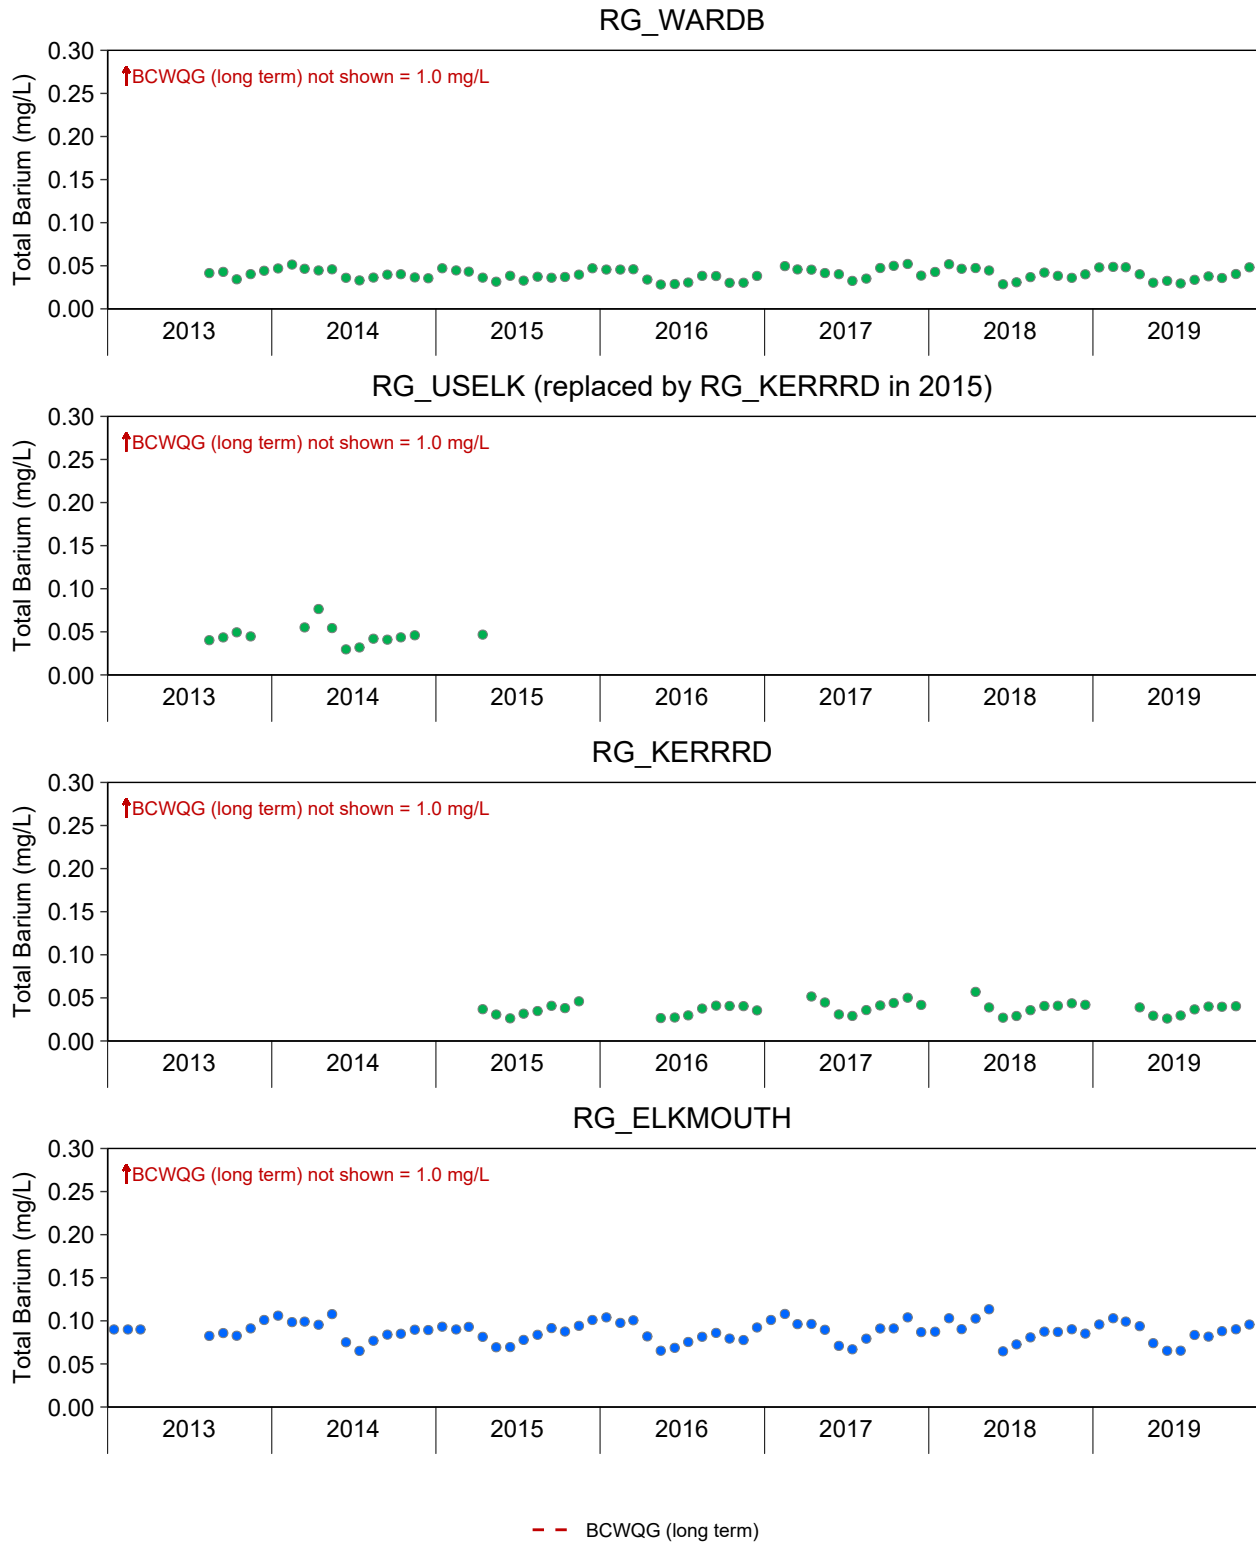 RG_WARDB
Total Barium (mg/L)
0.30
0.25
0.20
0.15
0.10
0.05
0.00
BCWQG (long term) not shown = 1.0 mg/L
2013 2014 2015 2016 2017 2018 2019
RG_USELK (replaced by RG_KERRRD in 2015)
Total Barium (mg/L)
0.30
0.25
0.20
0.15
0.10
0.05
0.00
BCWQG (long term) not shown = 1.0 mg/L
2013 2014 2015 2016 2017 2018 2019
RG_KERRRD
Total Barium (mg/L)
0.30
0.25
0.20
0.15
0.10
0.05
0.00
BCWQG (long term) not shown = 1.0 mg/L
2013 2014 2015 2016 2017 2018 2019
RG_ELKMOUTH
Total Barium (mg/L)
0.30
0.25
0.20
0.15
0.10
0.05
0.00
BCWQG (long term) not shown = 1.0 mg/L
2013 2014 2015 2016 2017 2018 2019
BCWQG (long term)